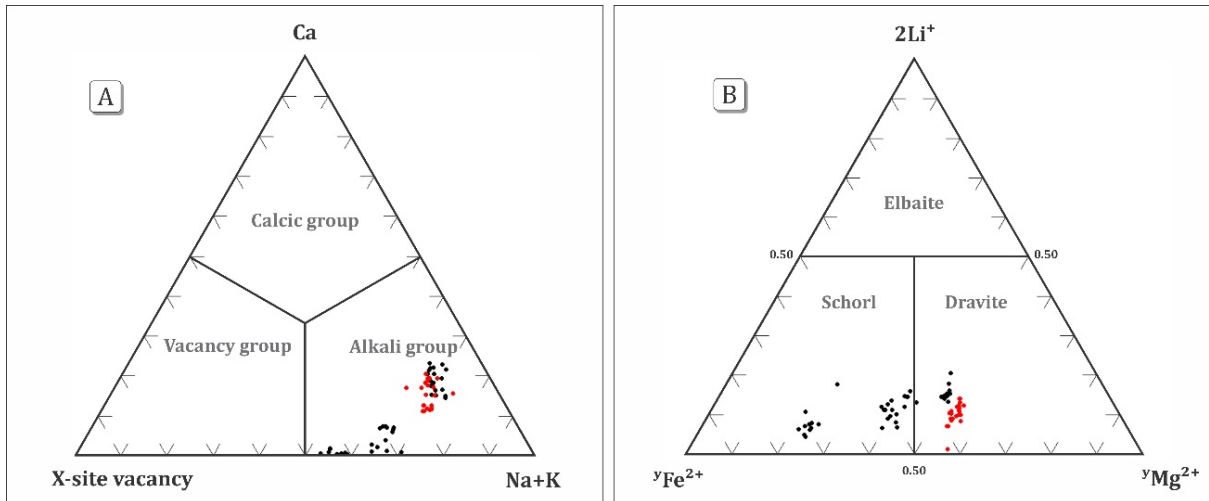 Ca
A
Calcic group
Vacancy group
Alkali group
X-site vacancy
Na+K
2Li⁺
B
Elbaite
0.50
0.50
Schorl
Dravite
ʸFe²⁺
0.50
ʸMg²⁺